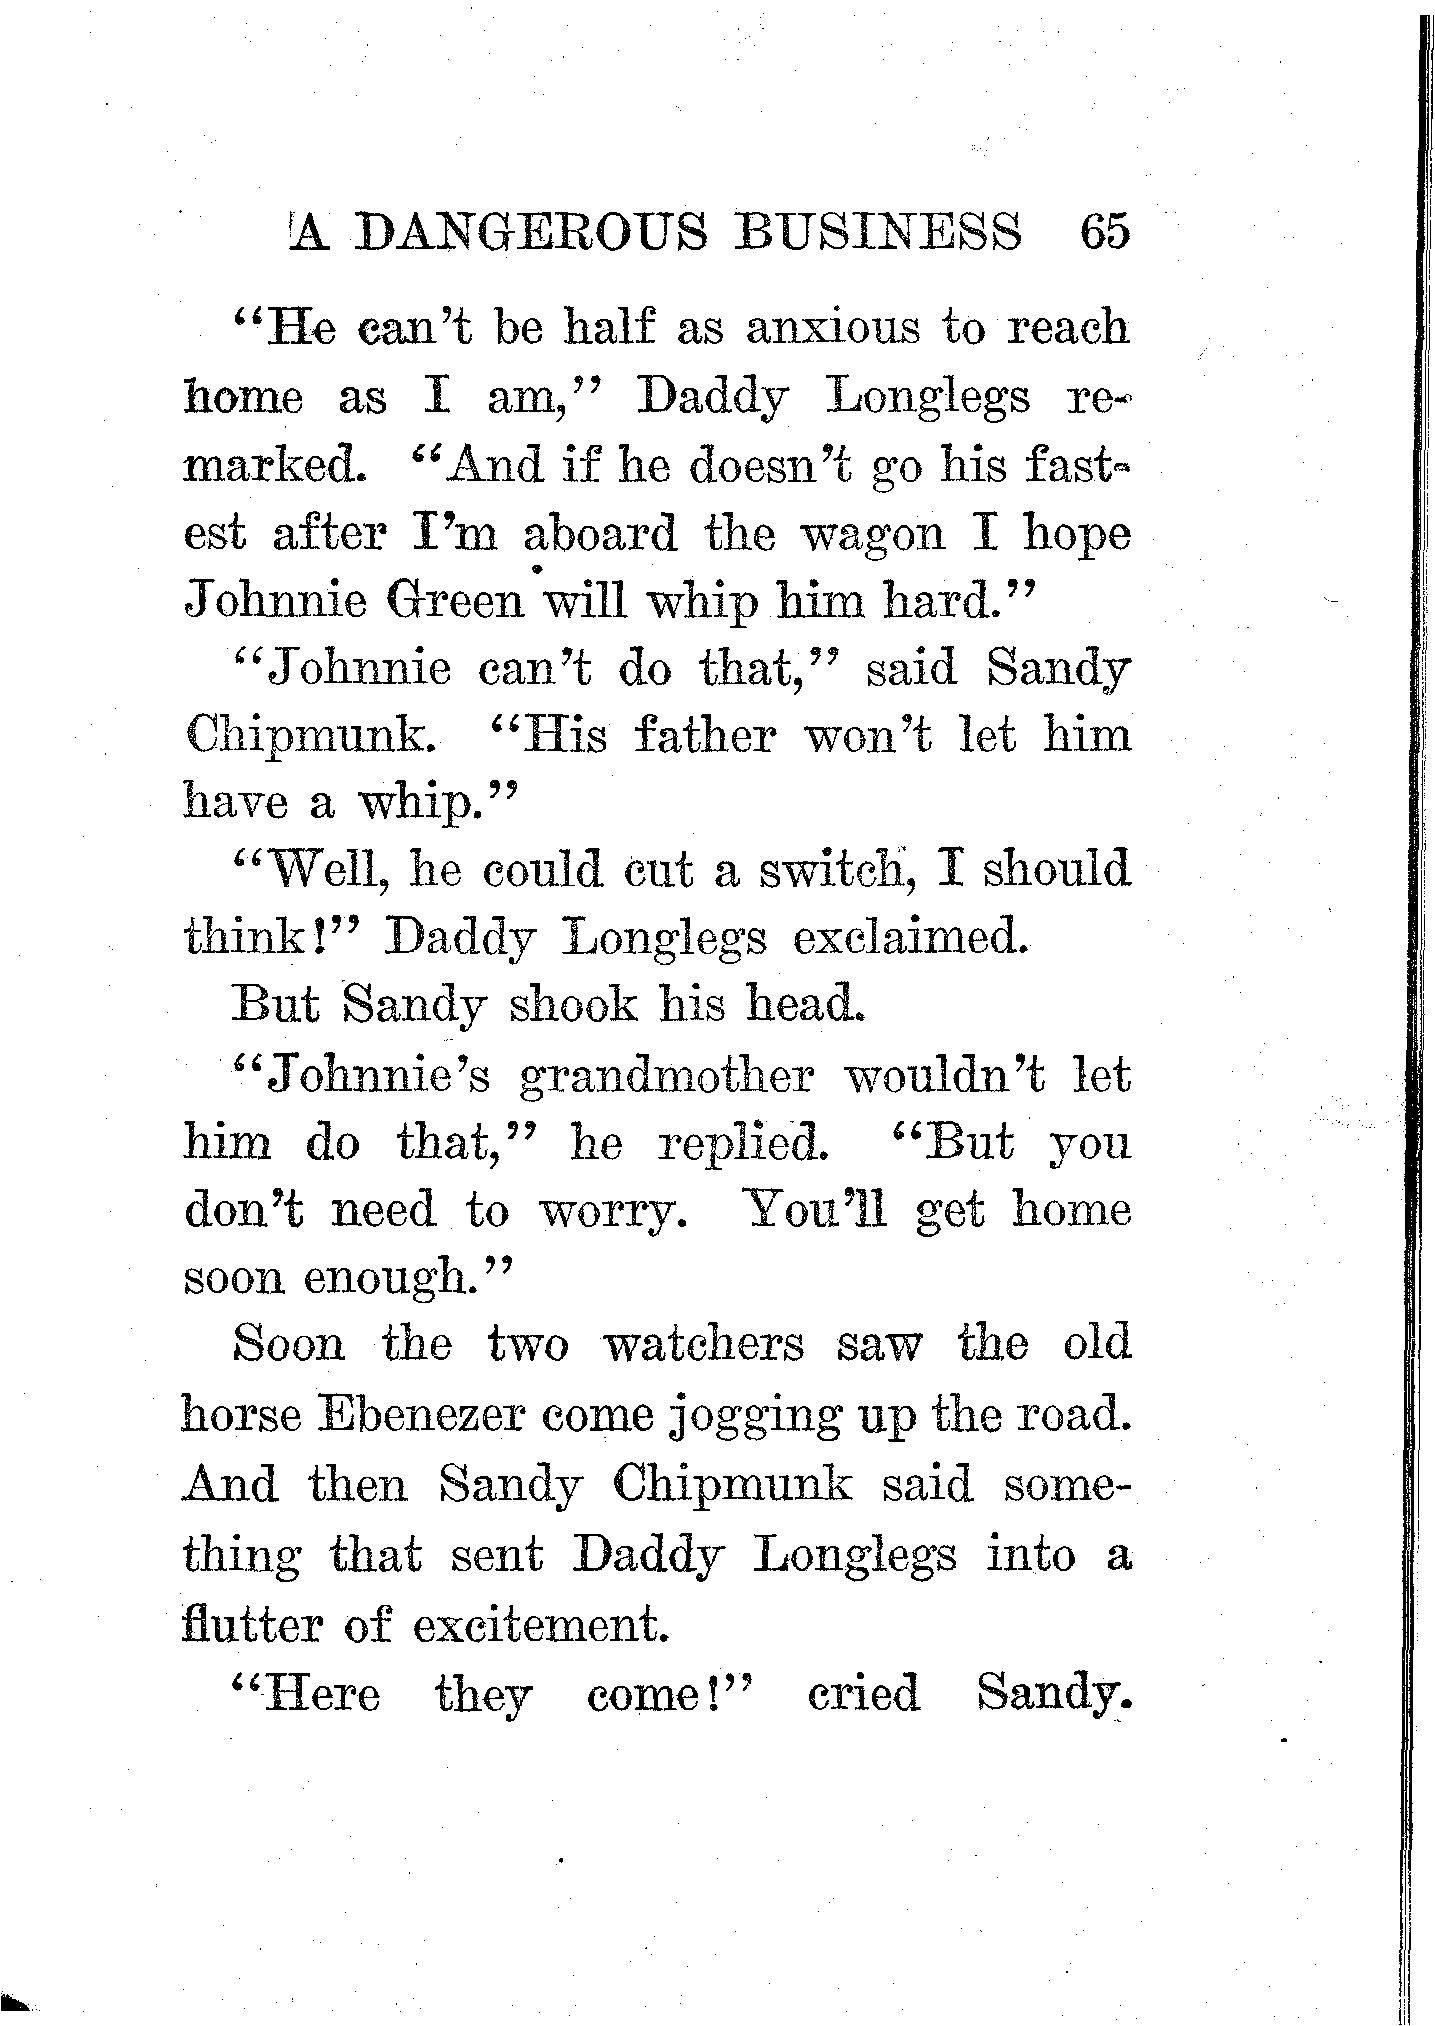 A DANGEROUS BUSINESS 65
"He can't be half as anxious to reach
home as I am," Daddy Longlegs re-
marked. "And if he doesn't go his fast-
est after I'm aboard the wagon I hope
Johnnie Green will whip him hard."
"Johnnie can't do that," said Sandy
Chipmunk. "His father won't let him
have a whip."
"Well, he could cut a switch, I should
think!" Daddy Longlegs exclaimed.
But Sandy shook his head.
"Johnnie's grandmother wouldn't let
him do that," he replied. "But you
don't need to worry. You'll get home
soon enough."
Soon the two watchers saw the old
horse Ebenezer come jogging up the road.
And then Sandy Chipmunk said some-
thing that sent Daddy Longlegs into a
flutter of excitement.
"Here they come!" cried Sandy.